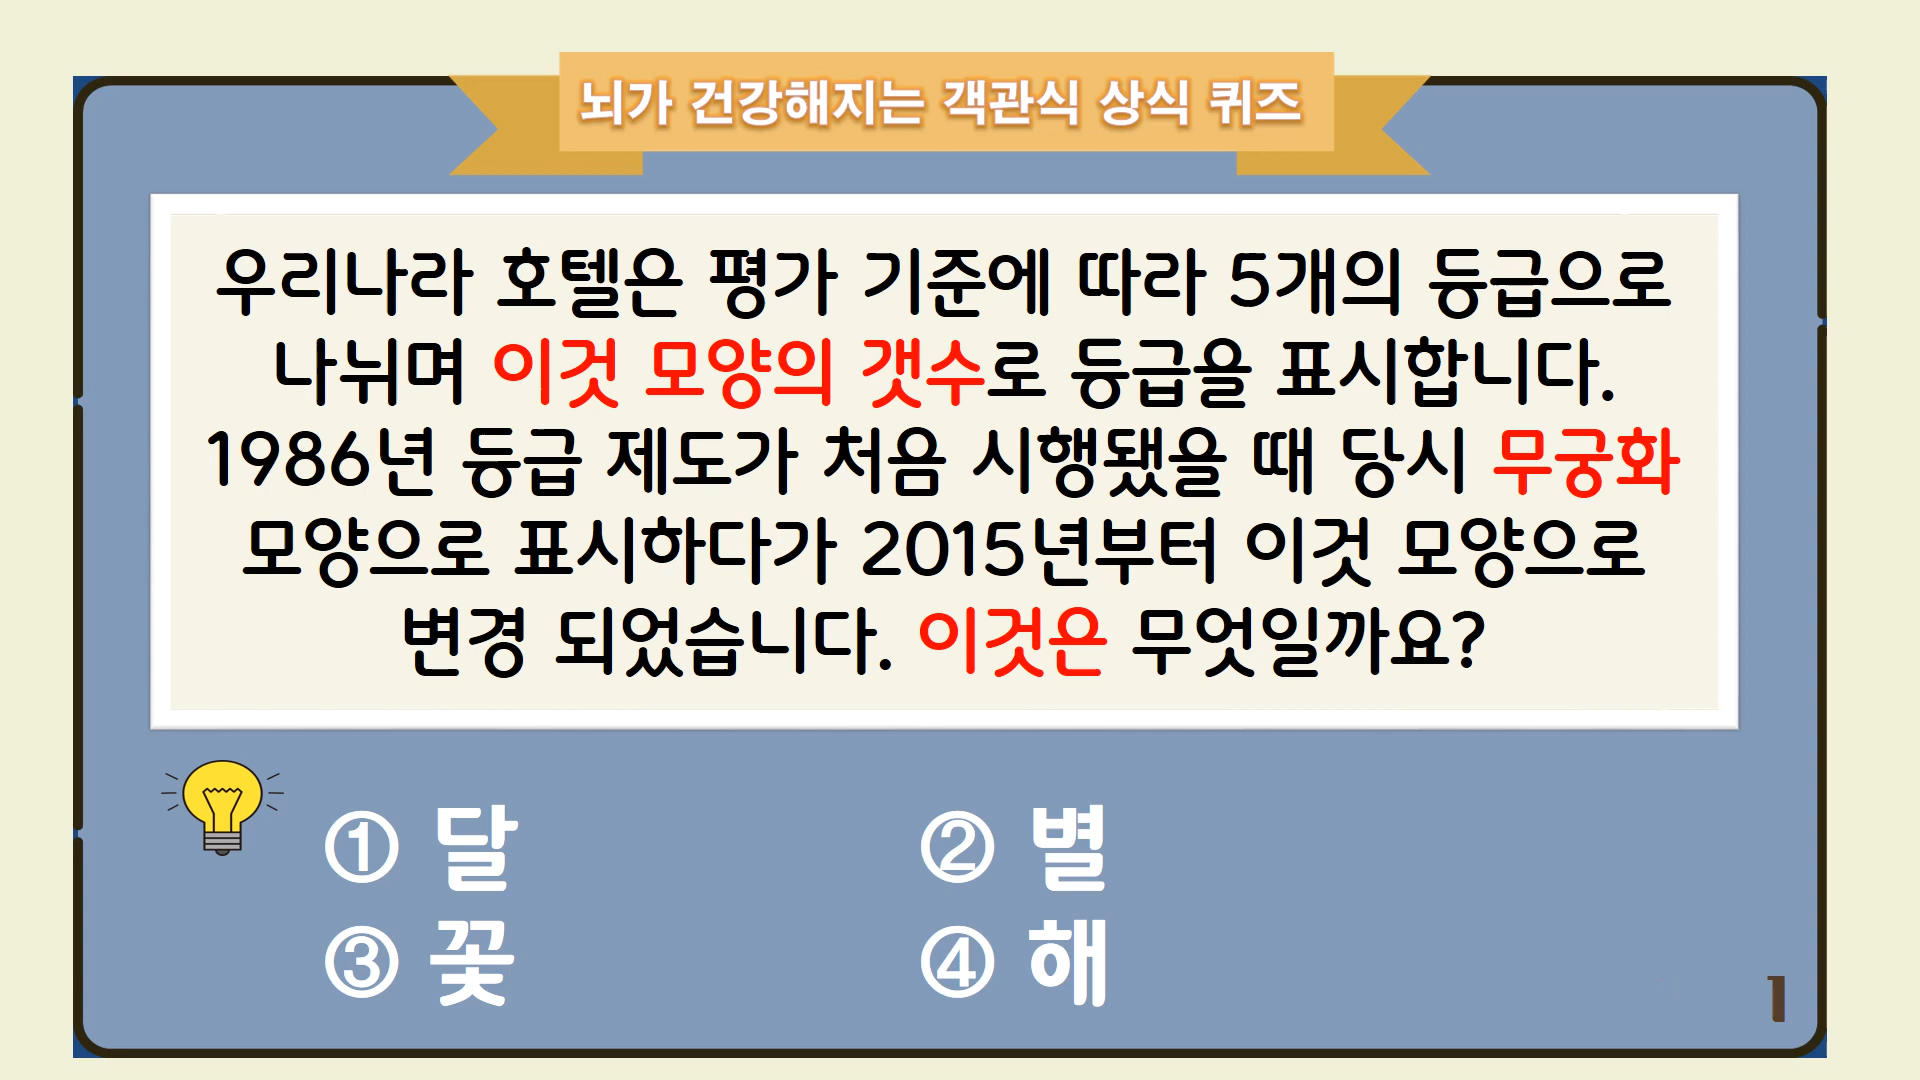 뇌가 건강해지는 객관식 상식 퀴즈
우리나라 호텔은 평가 기준에 따라 5개의 등급으로
나뉘며 이것 모양의 갯수로 등급을 표시합니다.
1986년 등급 제도가 처음 시행됐을 때 당시 무궁화
모양으로 표시하다가 2015년부터 이것 모양으로
변경 되었습니다. 이것은 무엇일까요?
① 달 ② 별
③ 꽃 ④ 해
1